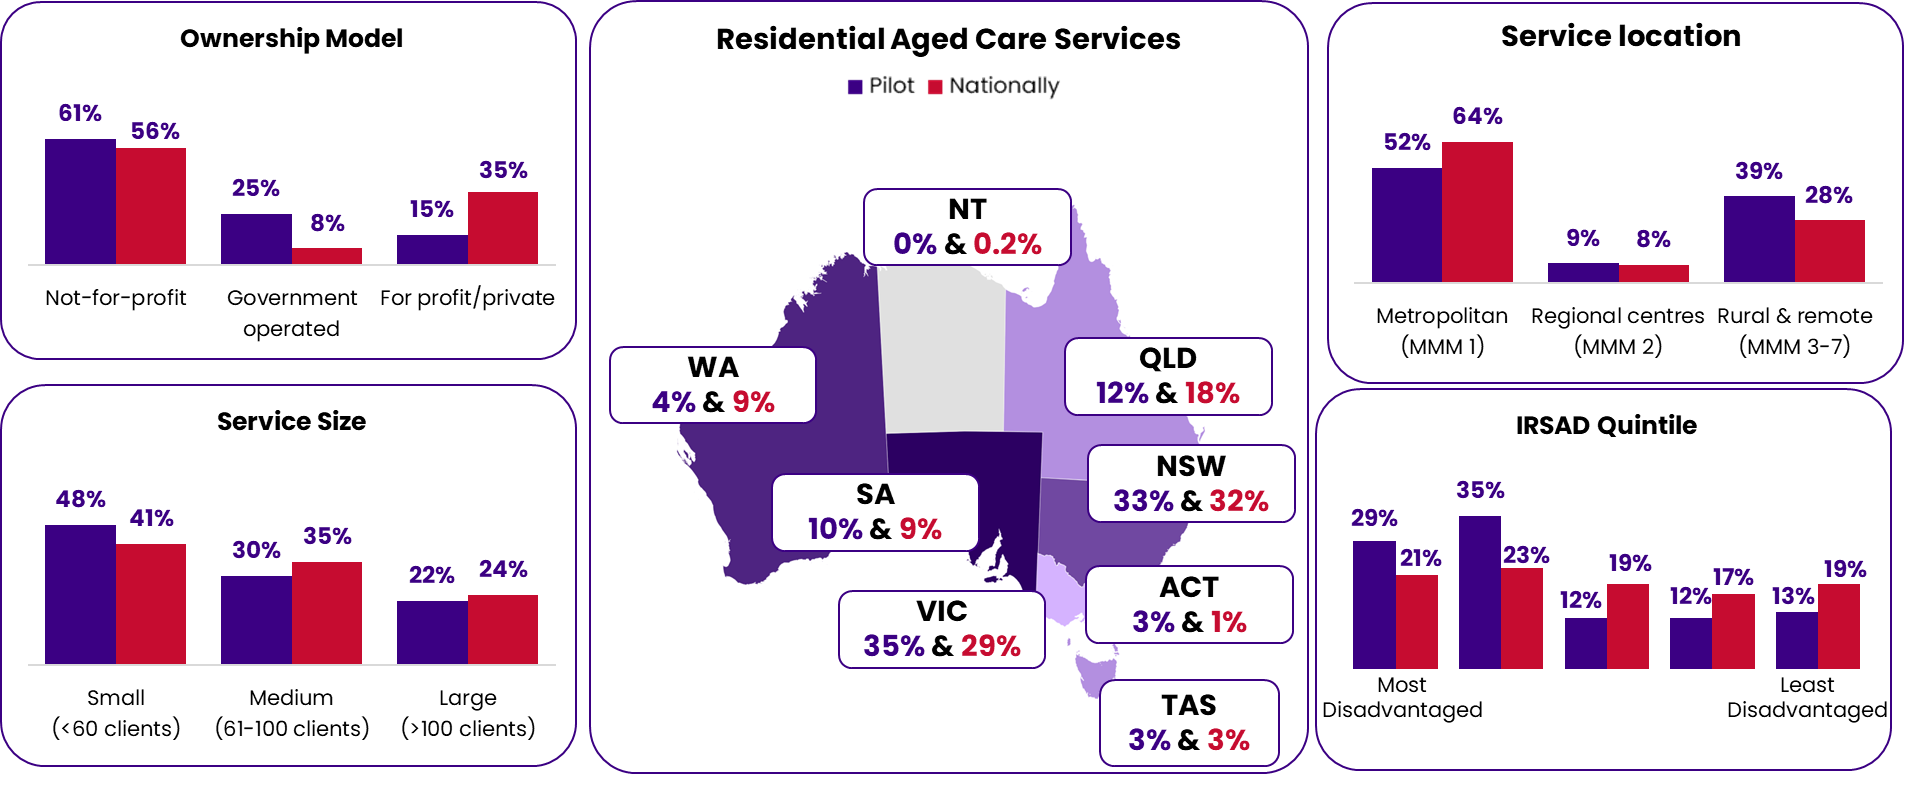 Ownership Model
61%
56%
25%
8%
15%
35%
Not-for-profit
Government
operated
For profit/private
Service Size
48%
41%
30%
35%
22%
24%
Small
(<60 clients)
Medium
(61-100 clients)
Large
(>100 clients)
Residential Aged Care Services
Pilot
Nationally
NT
0% & 0.2%
WA
4% & 9%
QLD
12% & 18%
NSW
33% & 32%
SA
10% & 9%
ACT
3% & 1%
VIC
35% & 29%
TAS
3% & 3%
Service location
52%
64%
9%
8%
39%
28%
Metropolitan
(MMM 1)
Regional centres
(MMM 2)
Rural & remote
(MMM 3-7)
IRSAD Quintile
29%
21%
35%
23%
12%
19%
12%
17%
13%
19%
Most
Disadvantaged
Least
Disadvantaged